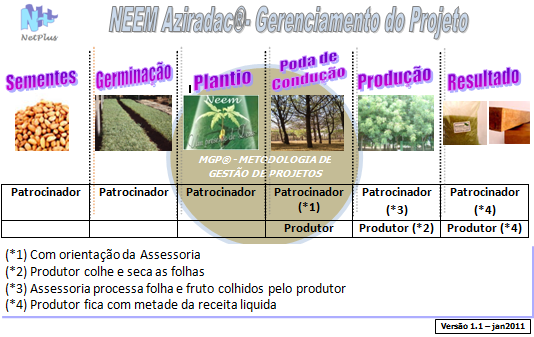 NEEM Aziradac®- Gerenciamento do Projeto
NetPlus
Sementes
Germinação
Plantio
Poda de
Condução
Produção
Resultado
Neem
MGP® - METODOLOGIA DE
GESTÃO DE PROJETOS
Patrocinador Patrocinador Patrocinador Patrocinador (*1) Patrocinador (*3) Patrocinador (*4)
Produtor Produtor (*2) Produtor (*4)
(*1) Com orientação da Assessoria
(*2) Produtor colhe e seca as folhas
(*3) Assessoria processa folha e fruto colhidos pelo produtor
(*4) Produtor fica com metade da receita liquida
Versão 1.1 – jan2011